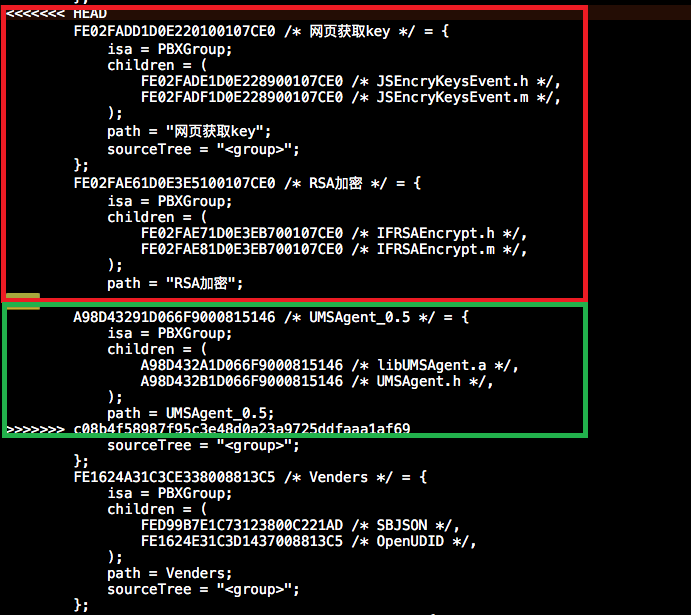 };
<<<<<<< HEAD
FE02FADD1D0E220100107CE0 /* 网页获取key */ = {
isa = PBXGroup;
children = (
FE02FADE1D0E228900107CE0 /* JSEncryKeysEvent.h */,
FE02FADF1D0E228900107CE0 /* JSEncryKeysEvent.m */,
);
path = "网页获取key";
sourceTree = "<group>";
};
FE02FAE61D0E3E5100107CE0 /* RSA加密 */ = {
isa = PBXGroup;
children = (
FE02FAE71D0E3EB700107CE0 /* IFRSAEncrypt.h */,
FE02FAE81D0E3EB700107CE0 /* IFRSAEncrypt.m */,
);
path = "RSA加密";
A98D43291D066F9000815146 /* UMSAgent_0.5 */ = {
isa = PBXGroup;
children = (
A98D432A1D066F9000815146 /* libUMSAgent.a */,
A98D432B1D066F9000815146 /* UMSAgent.h */,
);
path = UMSAgent_0.5;
>>>>>>> c08b4f58987f95c3e48d0a23a9725ddfaaa1af69
sourceTree = "<group>";
};
FE1624A31C3CE338008813C5 /* Venders */ = {
isa = PBXGroup;
children = (
FED99B7E1C73123800C221AD /* SBJSON */,
FE1624E31C3D1437008813C5 /* OpenUDID */,
);
path = Venders;
sourceTree = "<group>";
};